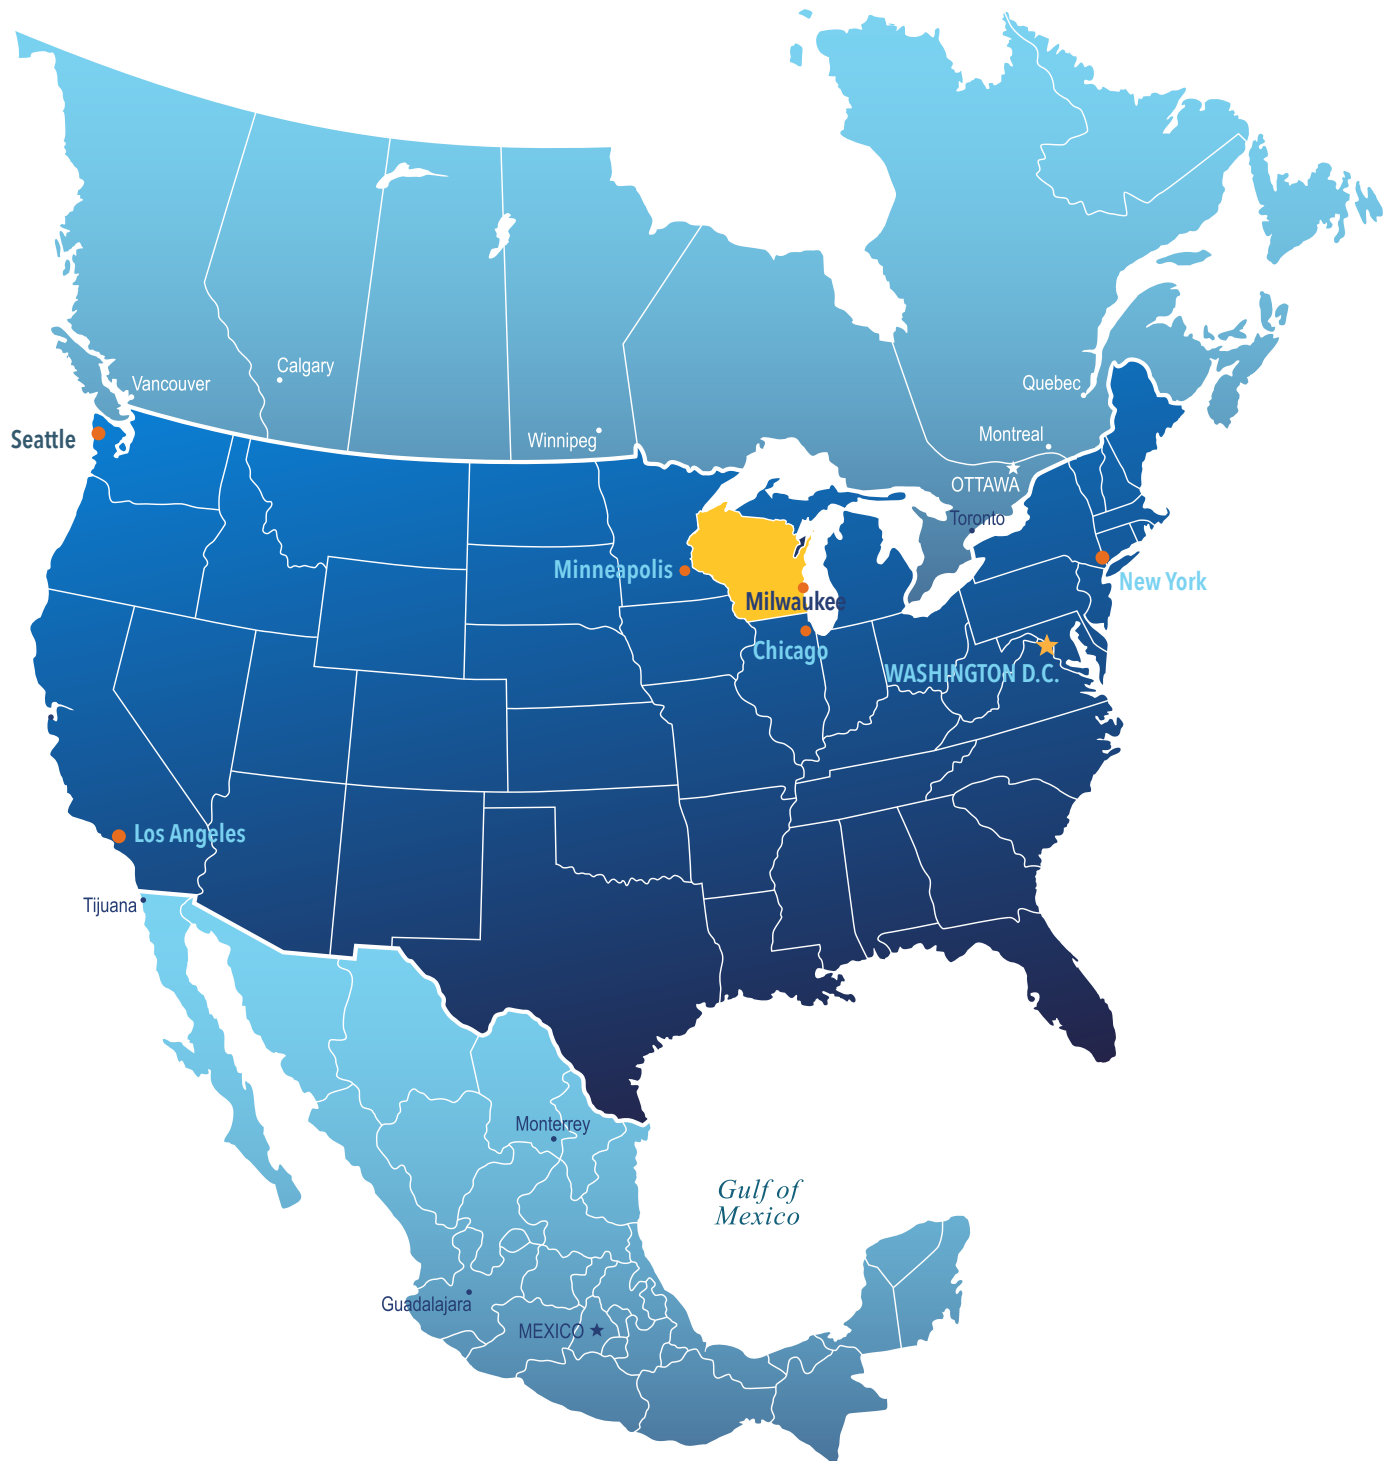 Calgary
Vancouver
Quebec
Seattle
Winnipeg
Montreal
OTTAWA
Toronto
Minneapolis
New York
Milwaukee
Chicago
WASHINGTON D.C.
Los Angeles
Tijuana
Monterrey
Gulf of
Mexico
Guadalajara
MEXICO